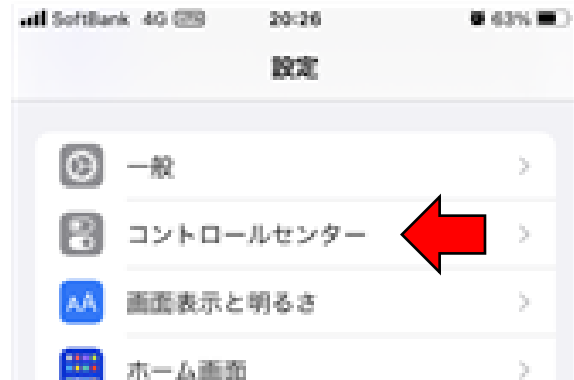 SoftBank 4G 20:26 63%
設定
一般
コントロールセンター
AA 画面表示と明るさ
ホーム画面